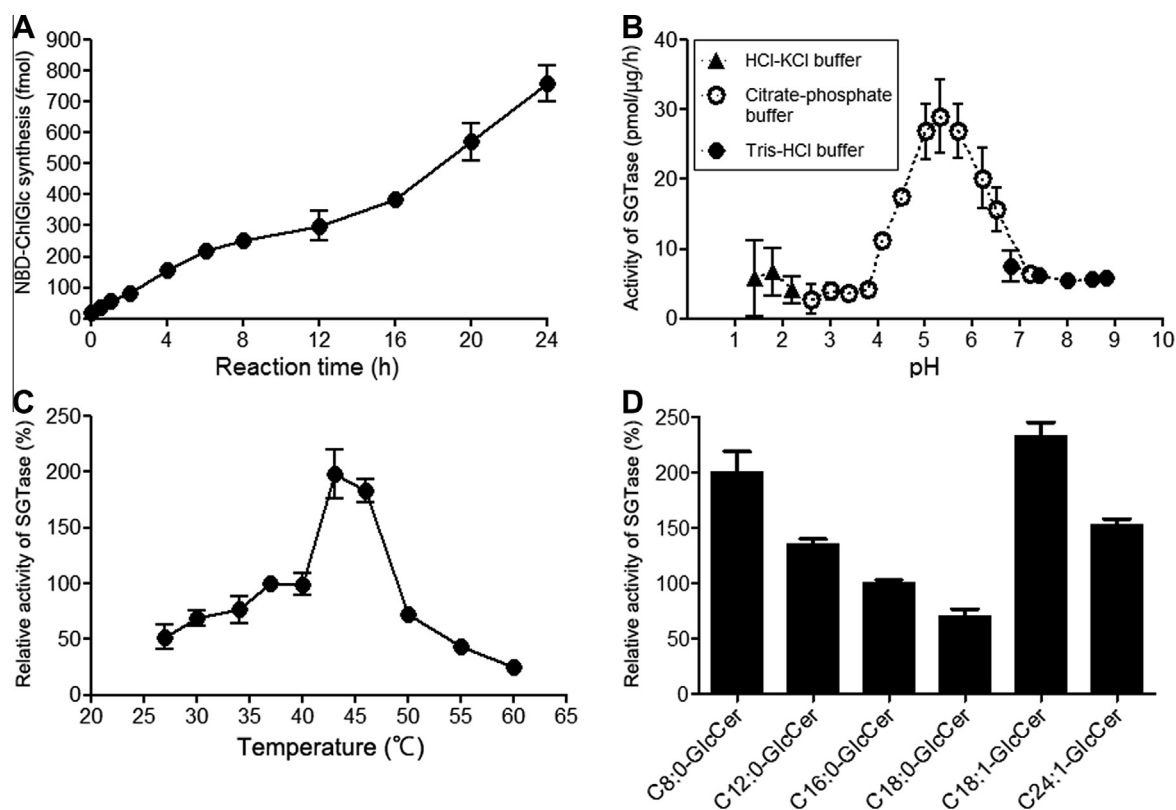 A
NBD-ChlGlc synthesis (fmol)
900
800
700
600
500
400
300
200
100
0
0
4
8
12
16
20
24
Reaction time (h)
B
Activity of SGTase (pmol/µg/h)
40
30
20
10
0
HCl-KCl buffer
Citrate-phosphate
buffer
Tris-HCl buffer
1
2
3
4
5
6
7
8
9
10
pH
C
Relative activity of SGTase (%)
250
200
150
100
50
0
20
25
30
35
40
45
50
55
60
65
Temperature (℃)
D
Relative activity of SGTase (%)
250
200
150
100
50
0
C8:0-GlcCer
C12:0-GlcCer
C16:0-GlcCer
C18:0-GlcCer
C18:1-GlcCer
C24:1-GlcCer